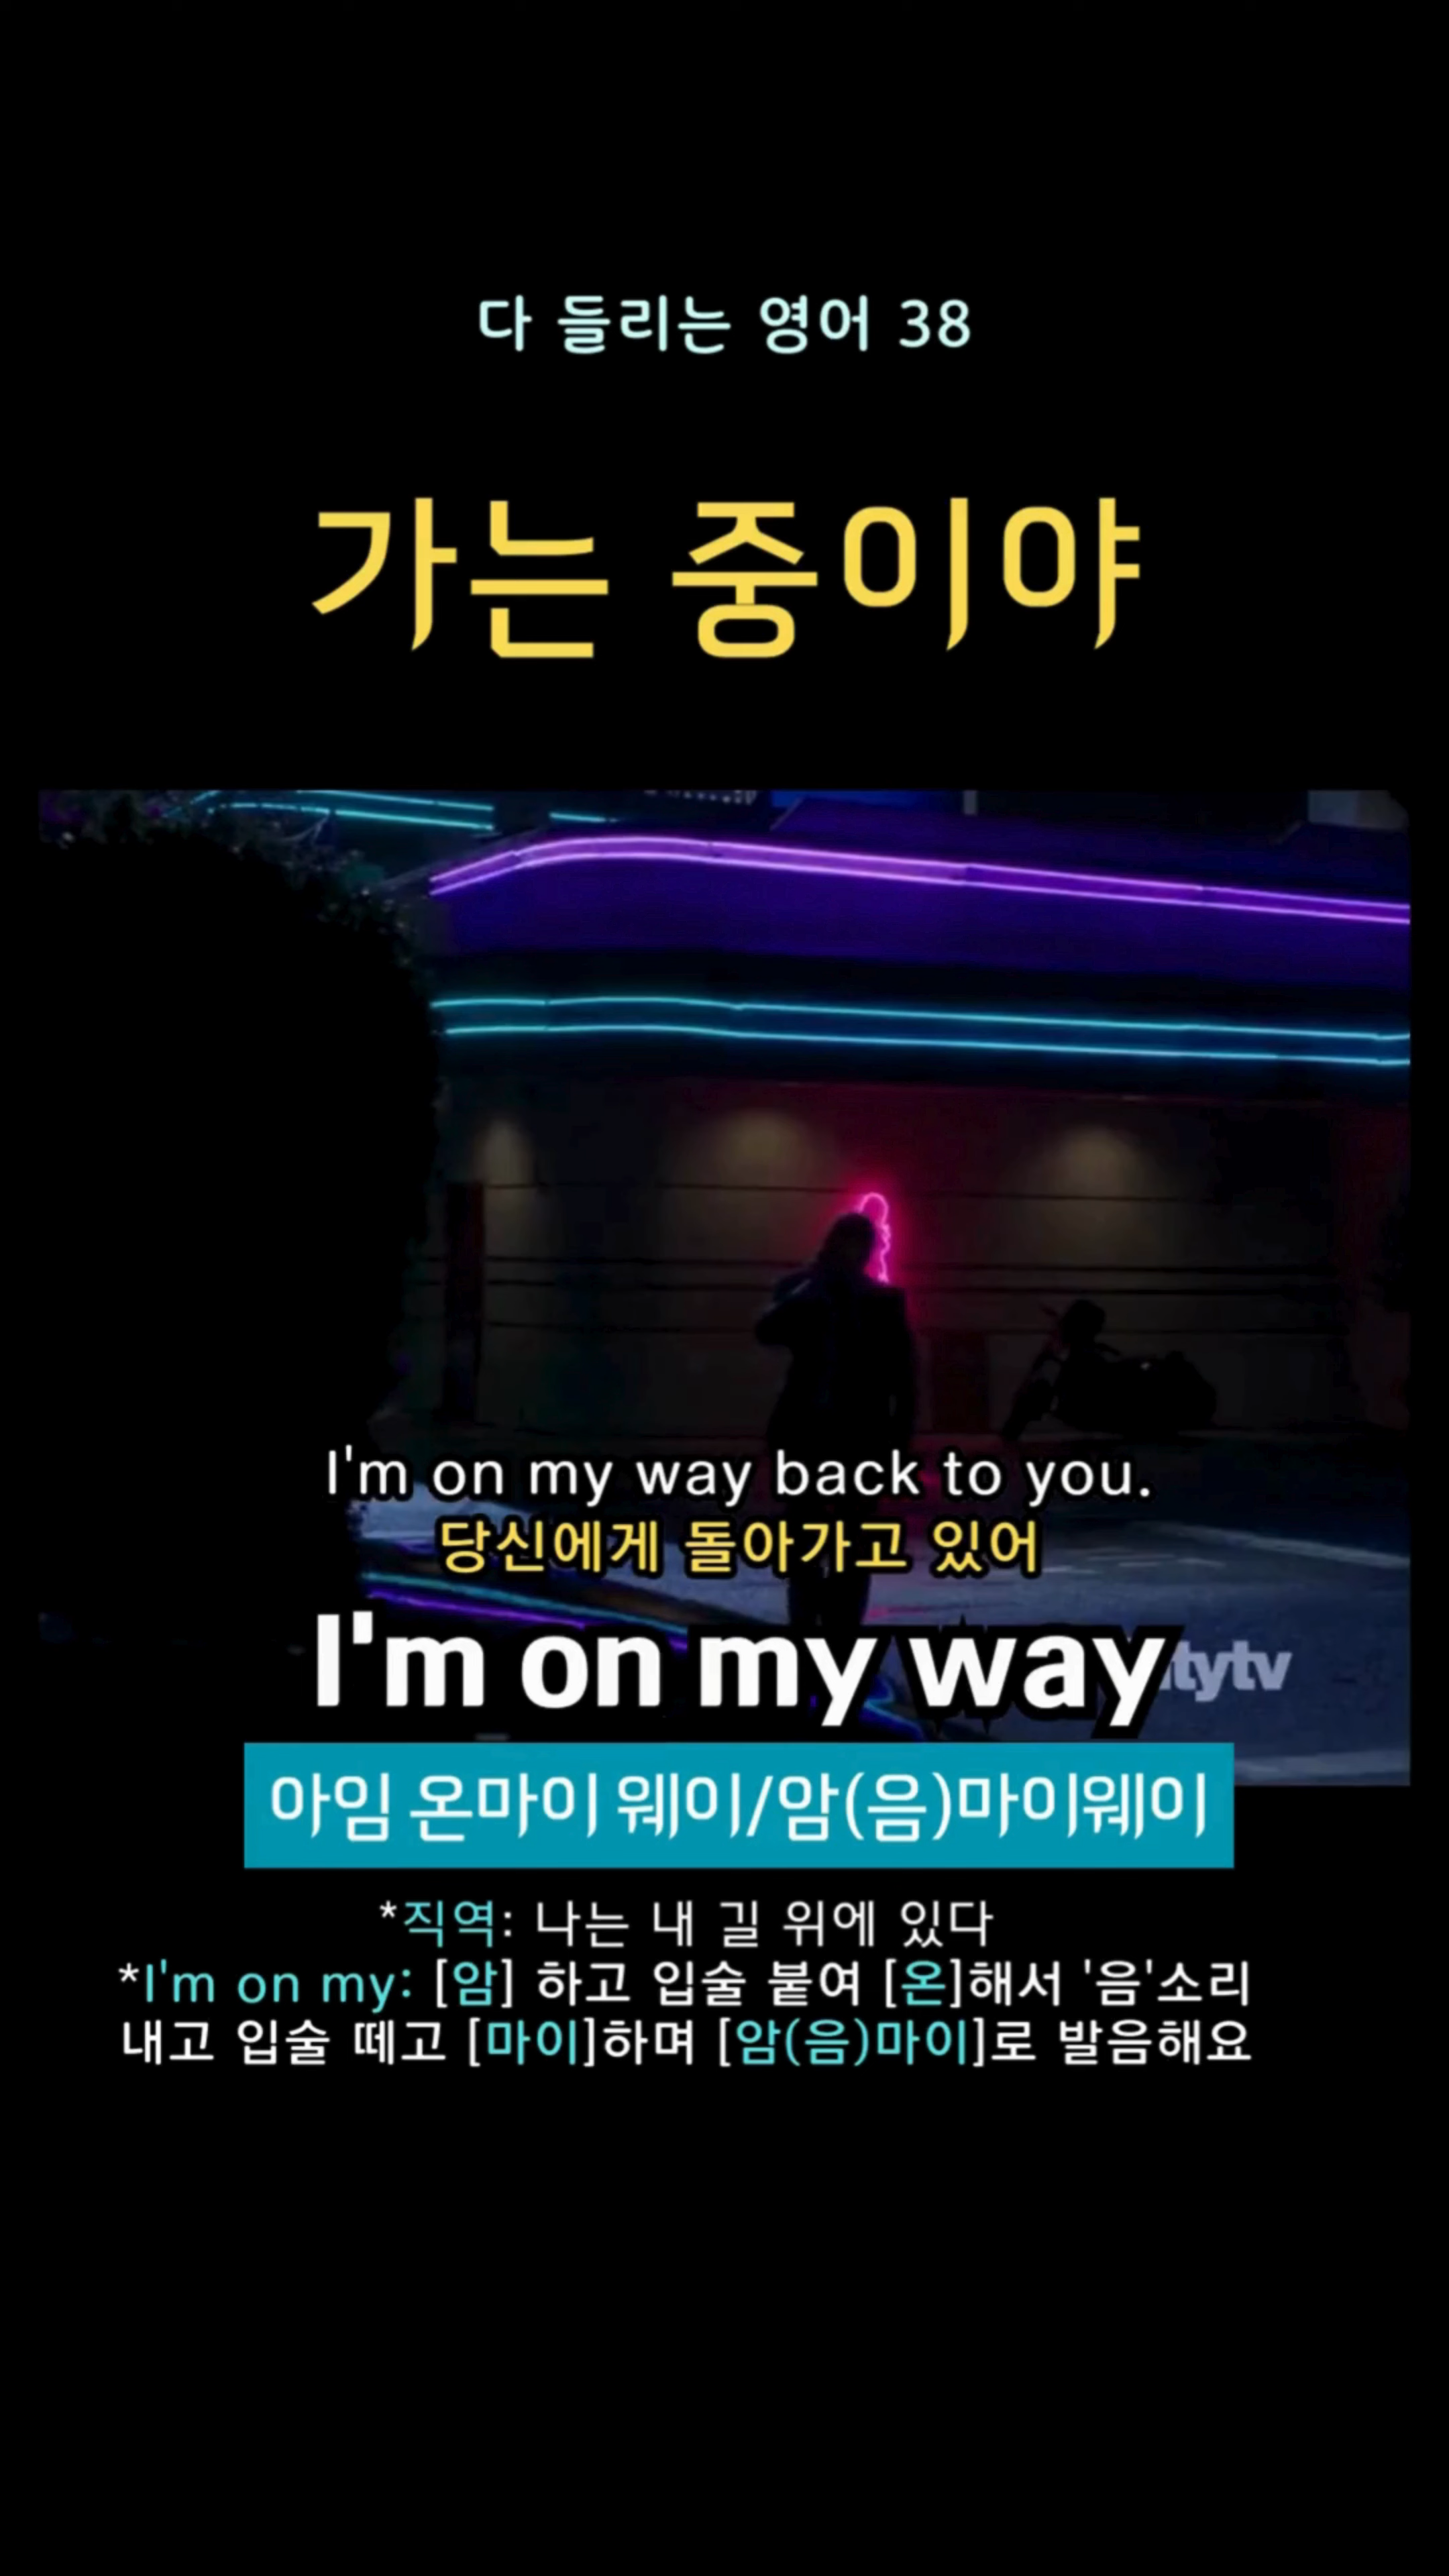 다 들리는 영어 38
가는 중이야
I'm on my way back to you.
당신에게 돌아가고 있어
I'm on my way
아임 온마이 웨이/암(음)마이웨이
*직역: 나는 내 길 위에 있다
*I'm on my: [암] 하고 입술 붙여 [온]해서 '음'소리
내고 입술 떼고 [마이]하며 [암(음)마이]로 발음해요